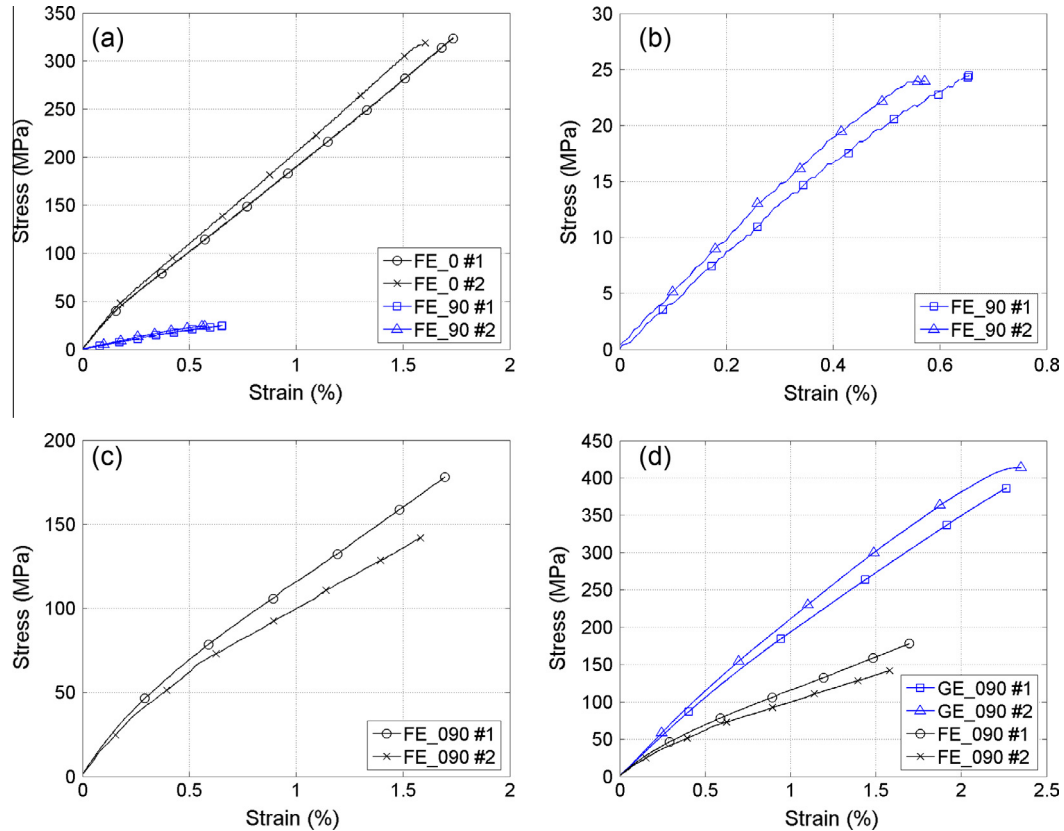 (a)
Stress (MPa)
350
300
250
200
150
100
50
0
0 0.5 1 1.5 2
Strain (%)
FE_0 #1
FE_0 #2
FE_90 #1
FE_90 #2
(b)
Stress (MPa)
30
25
20
15
10
5
0
0 0.2 0.4 0.6 0.8
Strain (%)
FE_90 #1
FE_90 #2
(c)
Stress (MPa)
200
150
100
50
0
0 0.5 1 1.5 2
Strain (%)
FE_090 #1
FE_090 #2
(d)
Stress (MPa)
450
400
350
300
250
200
150
100
50
0
0 0.5 1 1.5 2 2.5
Strain (%)
GE_090 #1
GE_090 #2
FE_090 #1
FE_090 #2